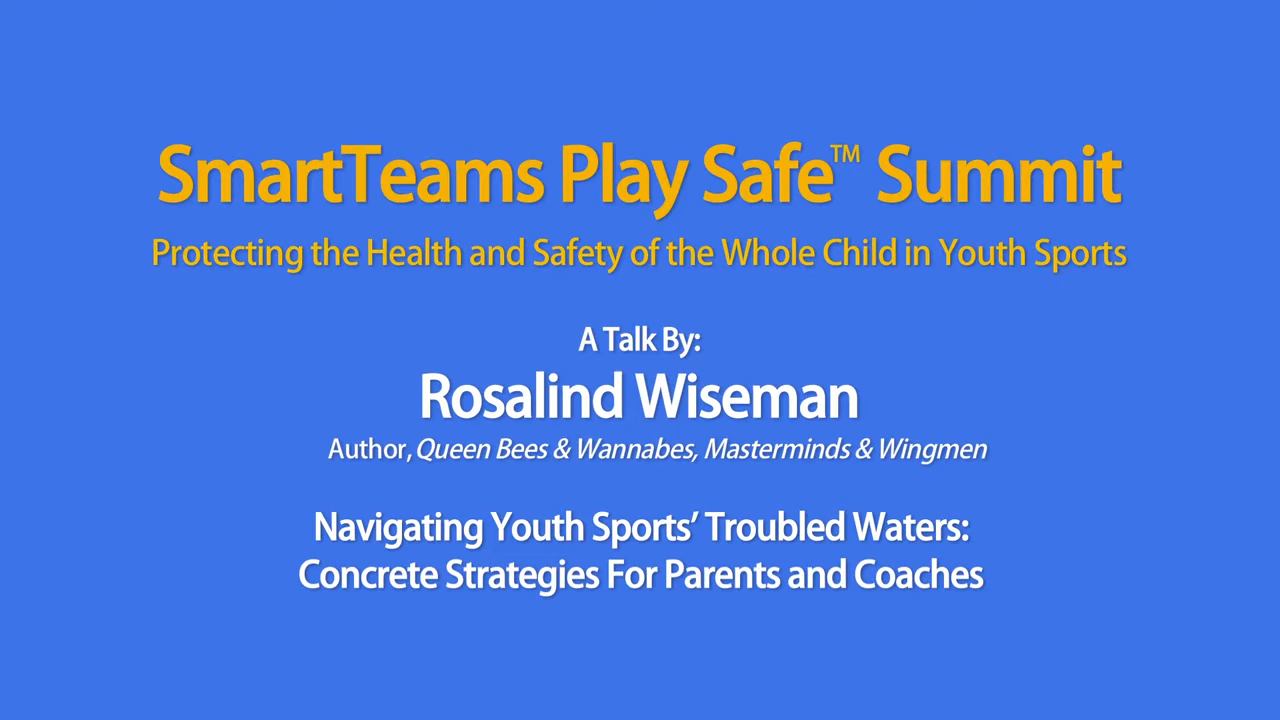 SmartTeams Play Safe™ Summit
Protecting the Health and Safety of the Whole Child in Youth Sports
A Talk By:
Rosalind Wiseman
Author, Queen Bees & Wannabes, Masterminds & Wingmen
Navigating Youth Sports’ Troubled Waters:
Concrete Strategies For Parents and Coaches